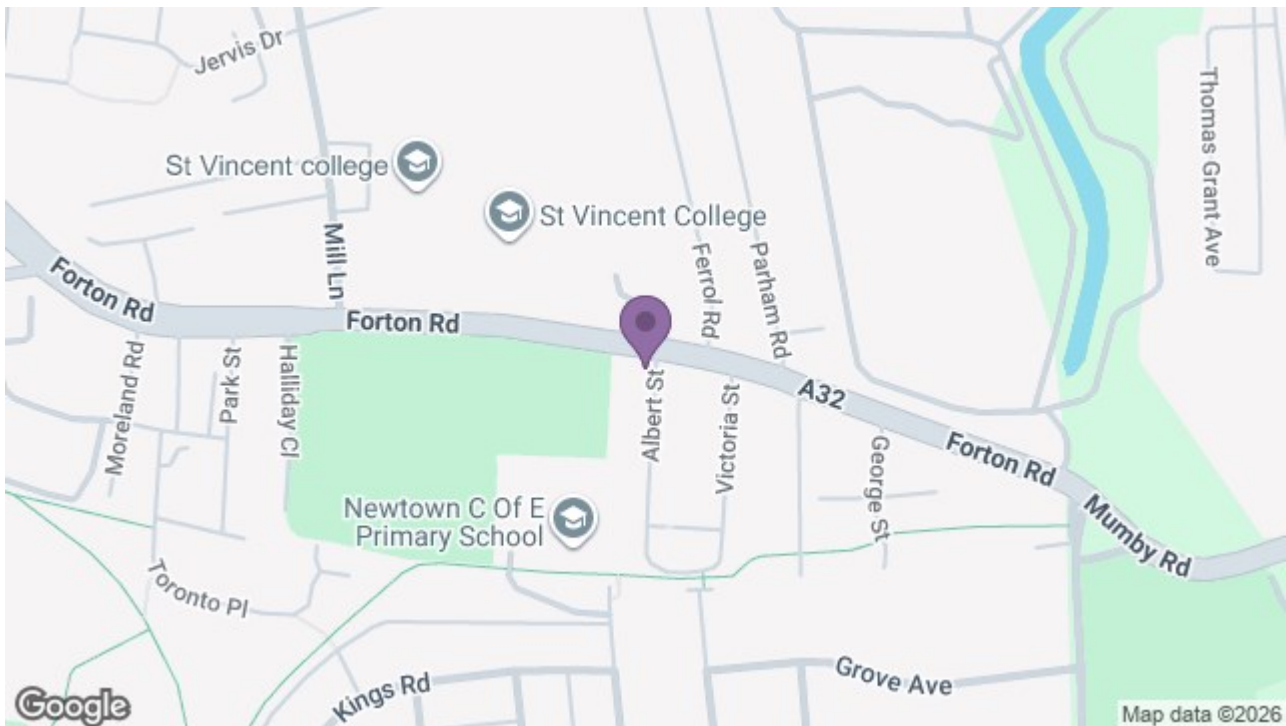 Jervis Dr
St Vincent college
St Vincent College
Thomas Grant Ave
Mill Ln
Ferrol Rd
Parham Rd
Forton Rd
Forton Rd
Moreland Rd
Park St
Halliday Cl
Albert St
Victoria St
A32
George St
Forton Rd
Mumby Rd
Newtown C Of E
Primary School
Toronto Pl
Kings Rd
Grove Ave
Google
Map data ©2026